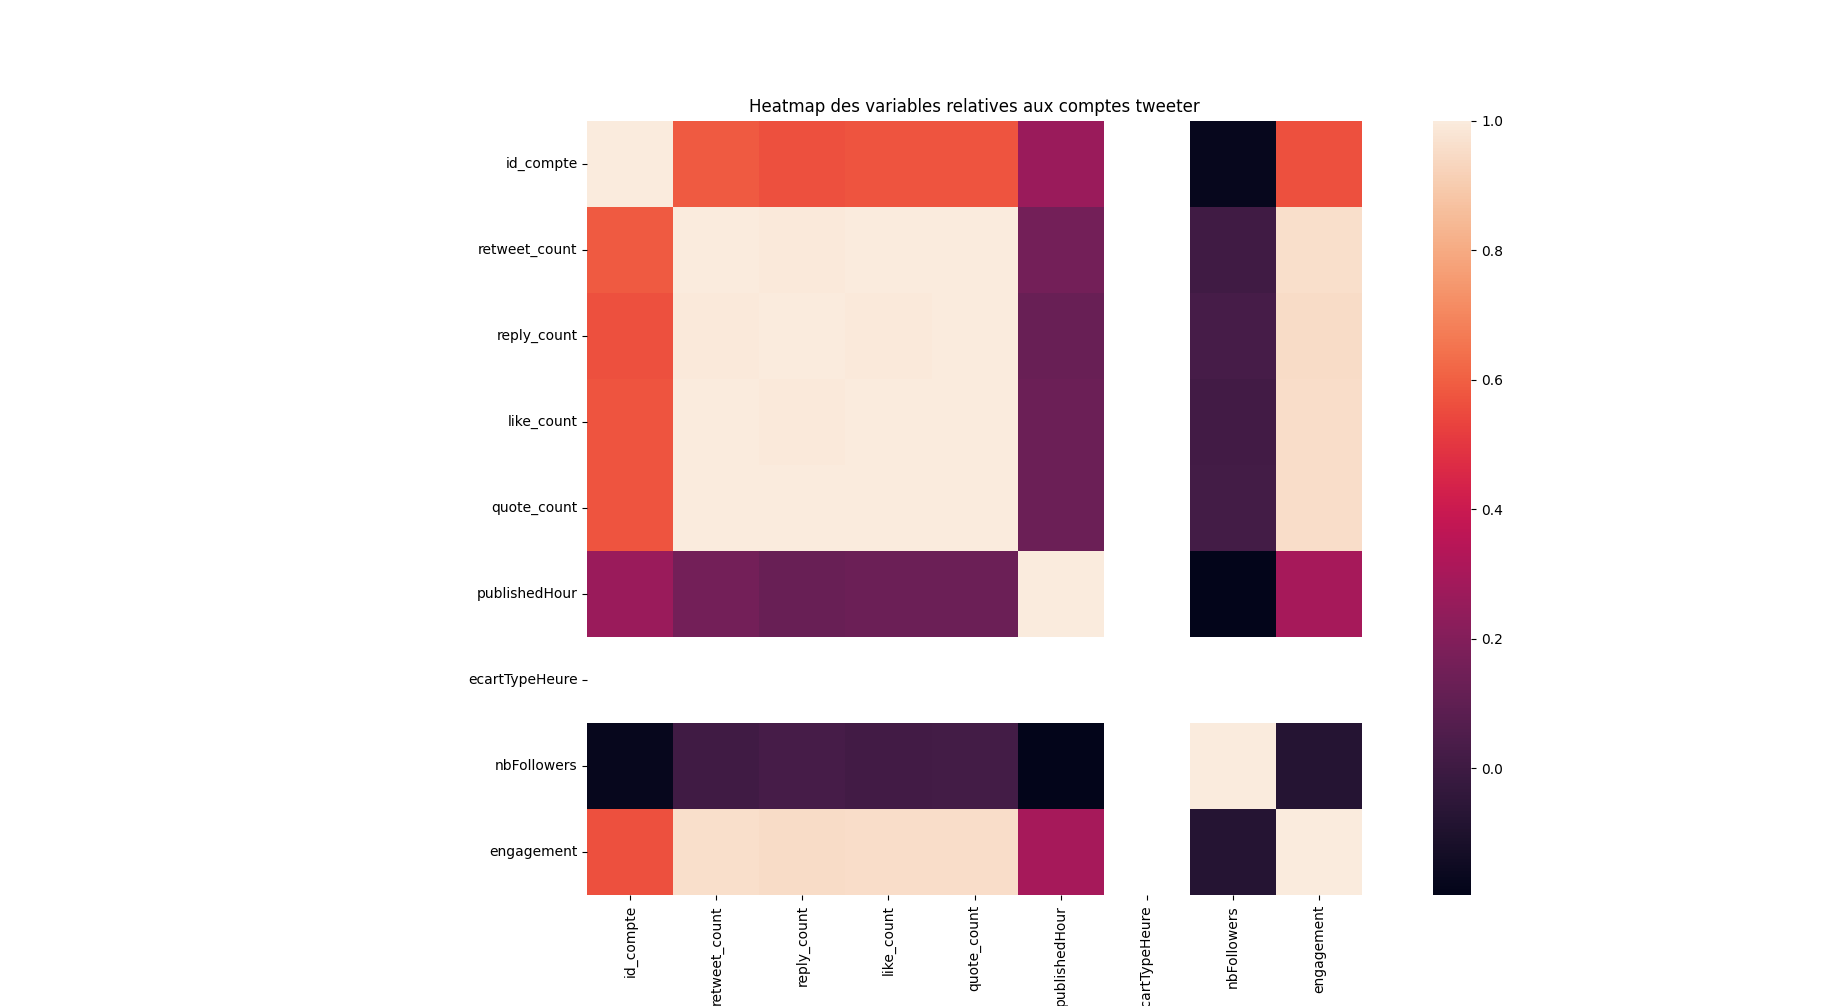 Heatmap des variables relatives aux comptes tweeter
id_compte
retweet_count
reply_count
like_count
quote_count
publishedHour
ecartTypeHeure
nbFollowers
engagement
1.0
0.8
0.6
0.4
0.2
0.0
id_compte
retweet_count
reply_count
like_count
quote_count
publishedHour
cartTypeHeure
nbFollowers
engagement